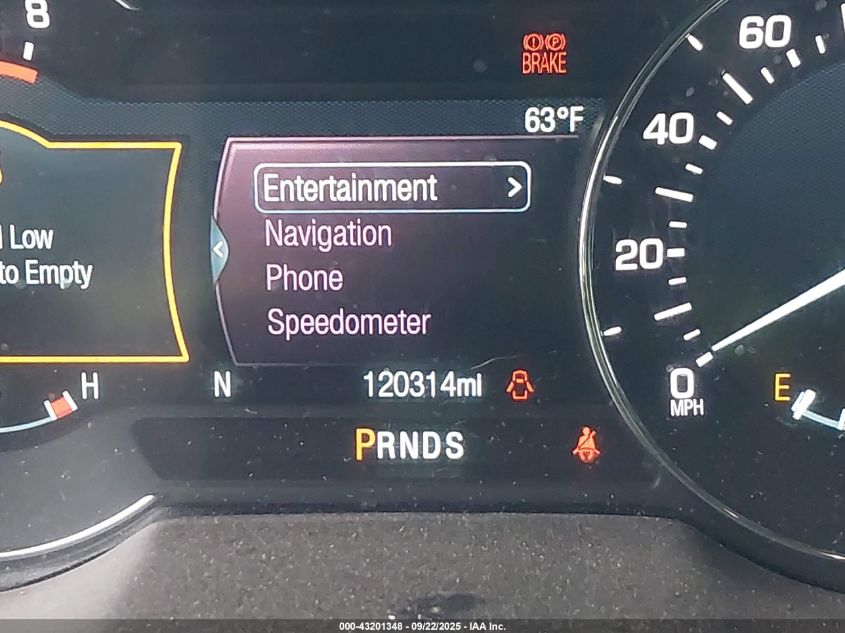 8
BRAKE
60
63°F
40
Entertainment >
Navigation
Low
to Empty
Phone
20
Speedometer
H
N
120314mi
0
MPH
E
PRNDS
000-43201348 - 09/22/2025 - IAA Inc.